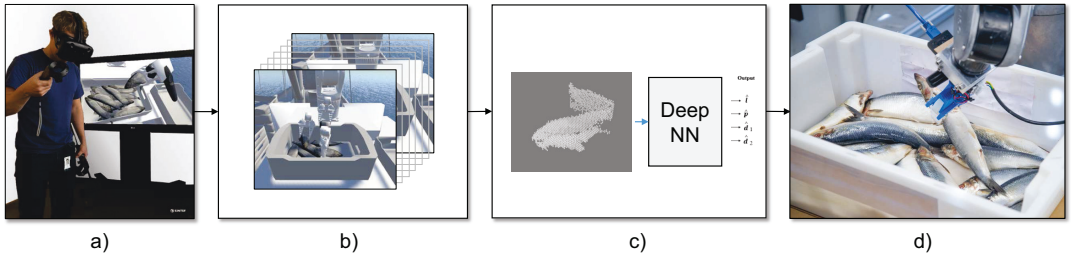 Deep
NN
Output
l̂
p̂
d̂ 1
d̂ 2
a)
b)
c)
d)